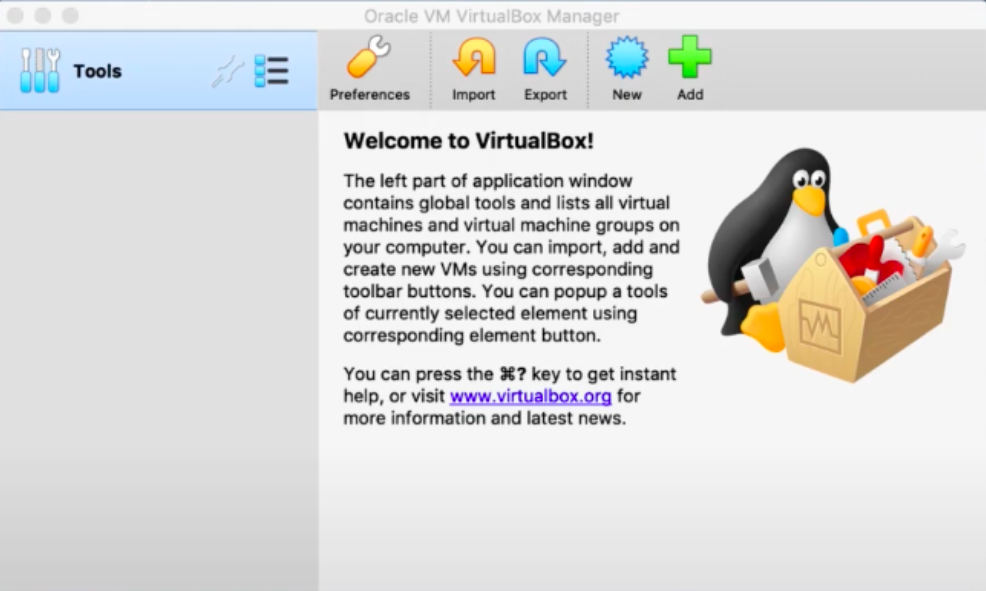 Oracle VM VirtualBox Manager
Tools
Preferences
Import
Export
New
Add
Welcome to VirtualBox!
The left part of application window
contains global tools and lists all virtual
machines and virtual machine groups on
your computer. You can import, add and
create new VMs using corresponding
toolbar buttons. You can popup a tools
of currently selected element using
corresponding element button.
You can press the ⌘? key to get instant
help, or visit www.virtualbox.org for
more information and latest news.